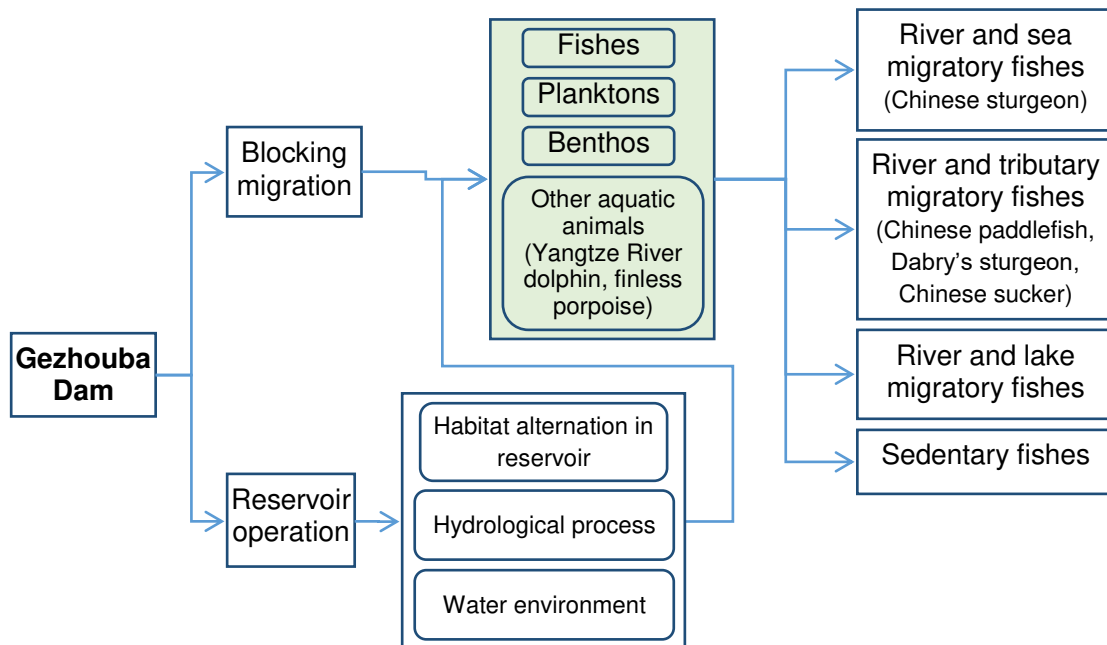 Gezhouba
Dam
Blocking
migration
Reservoir
operation
Fishes
Planktons
Benthos
Other aquatic
animals
(Yangtze River
dolphin, finless
porpoise)
Habitat alternation in
reservoir
Hydrological process
Water environment
River and sea
migratory fishes
(Chinese sturgeon)
River and tributary
migratory fishes
(Chinese paddlefish,
Dabry’s sturgeon,
Chinese sucker)
River and lake
migratory fishes
Sedentary fishes